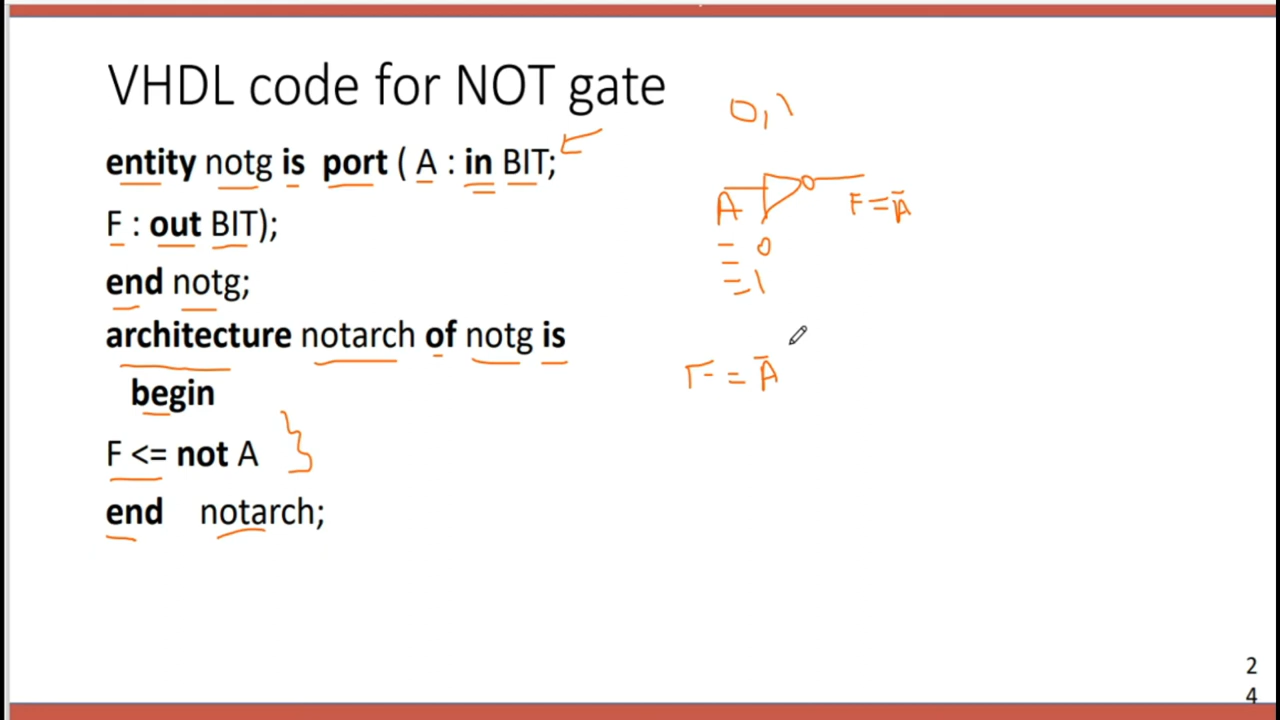 VHDL code for NOT gate
0,1
entity notg is port ( A : in BIT;
A
F = Ā
F : out BIT);
= 0
end notg;
= 1
architecture notarch of notg is
F = Ā
begin
F <= not A
end notarch;
2
4